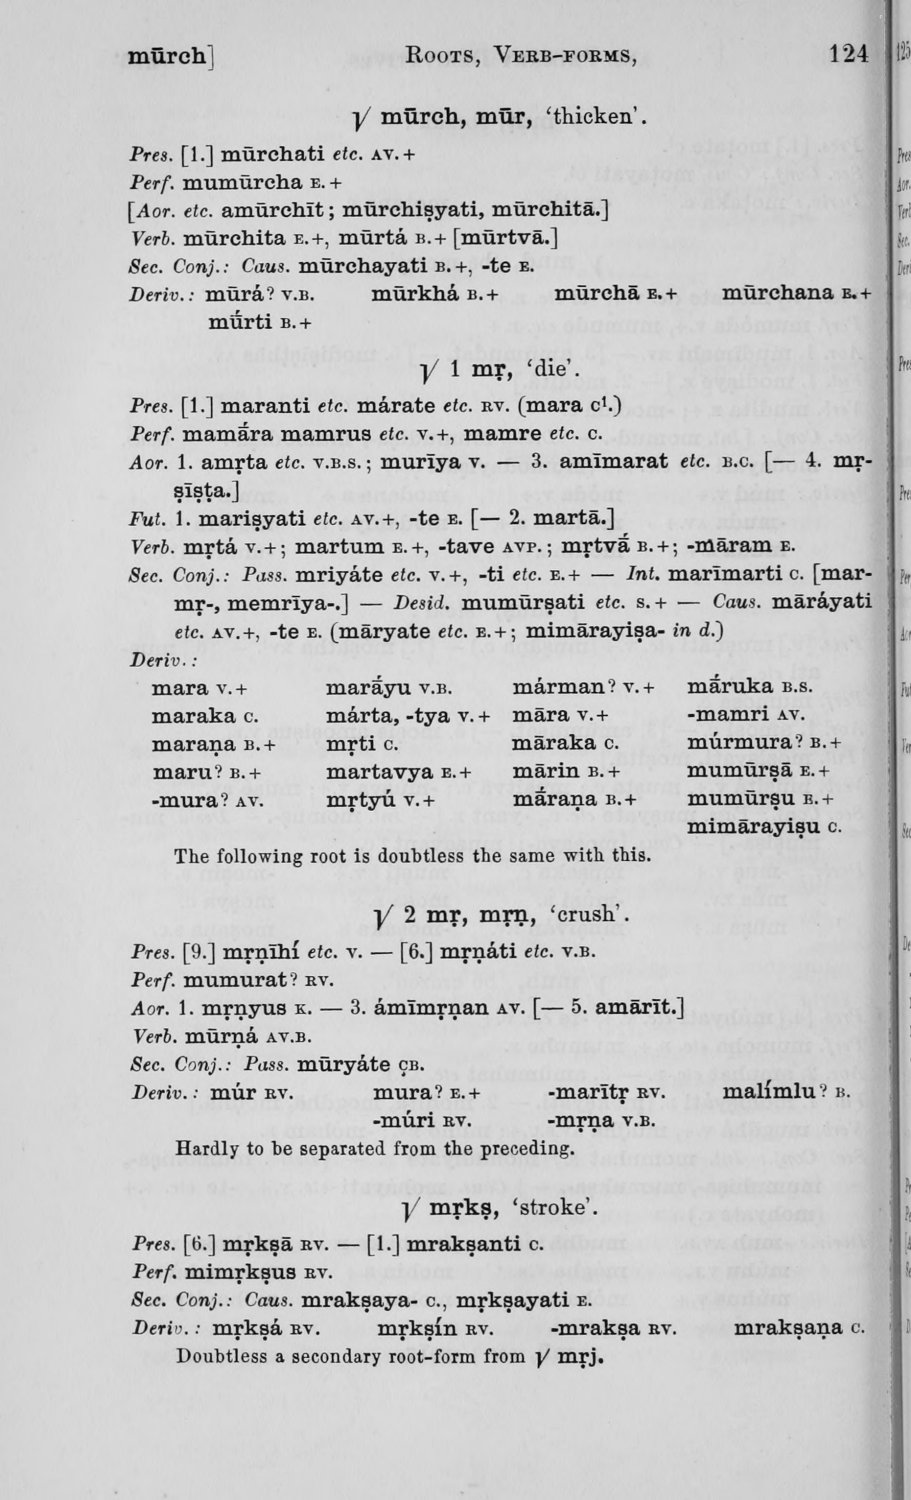 mūrch] Roots, Verb-forms, 124
√ mūrch, mūr, ‘thicken’.
Pres. [1.] mūrchati etc. AV.+
Perf. mumūrcha E.+
[Aor. etc. amūrchīt; mūrchiṣyati, mūrchitā.]
Verb. mūrchita E.+, mūrtá B.+ [mūrtvā.]
Sec. Conj.: Caus. mūrchayati B.+, -te E.
Deriv.: mūrá? V.B. mūrkhá B.+ mūrchā E.+ mūrchana E.+
mū́rti B.+
√ 1 mṛ, ‘die’.
Pres. [1.] maranti etc. márate etc. RV. (mara C¹.)
Perf. mamā́ra mamrus etc. V.+, mamre etc. C.
Aor. 1. amṛta etc. V.B.S.; murīya V. — 3. amīmarat etc. B.C. [— 4. mṛ-
ṣīṣṭa.]
Fut. 1. mariṣyati etc. AV.+, -te E. [— 2. martā.]
Verb. mṛtá V.+; martum E.+, -tave AVP.; mṛtvā́ B.+; -māram E.
Sec. Conj.: Pass. mriyáte etc. V.+, -ti etc. E.+ — Int. marīmarti C. [mar-
mṛ-, memrīya-.] — Desid. mumūrṣati etc. S.+ — Caus. māráyati
etc. AV.+, -te E. (māryate etc. E.+; mimārayiṣa- in d.)
Deriv.:
mara V.+ marā́yu V.B. márman? V.+ mā́ruka B.S.
maraka C. márta, -tya V.+ māra V.+ -mamri AV.
maraṇa B.+ mṛti C. māraka C. múrmura? B.+
maru? B.+ martavya E.+ mārin B.+ mumūrṣā E.+
-mura? AV. mṛtyú V.+ mā́raṇa B.+ mumūrṣu E.+
mimārayiṣu C.
The following root is doubtless the same with this.
√ 2 mṛ, mṛṇ, ‘crush’.
Pres. [9.] mṛṇīhí etc. V. — [6.] mṛṇáti etc. V.B.
Perf. mumurat? RV.
Aor. 1. mṛṇyus K. — 3. ámīmṛṇan AV. [— 5. amārīt.]
Verb. mūrṇá AV.B.
Sec. Conj.: Pass. mūryáte ÇB.
Deriv.: múr RV. mura? E.+ -marītṛ RV. malímlu? B.
-múri RV. -mṛṇa V.B.
Hardly to be separated from the preceding.
√ mṛkṣ, ‘stroke’.
Pres. [6.] mṛkṣā RV. — [1.] mrakṣanti C.
Perf. mimṛkṣus RV.
Sec. Conj.: Caus. mrakṣaya- C., mṛkṣayati E.
Deriv.: mṛkṣá RV. mṛkṣín RV. -mrakṣa RV. mrakṣaṇa C.
Doubtless a secondary root-form from √ mṛj.